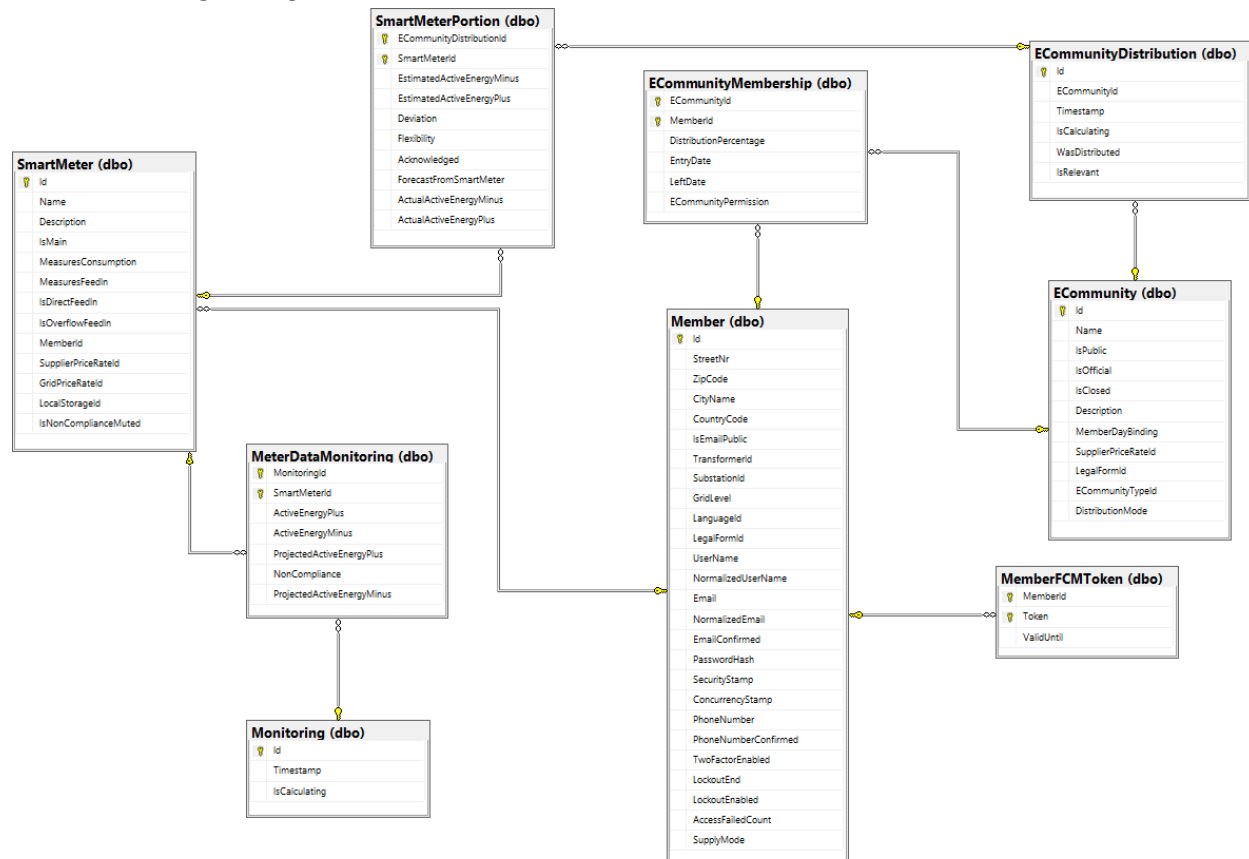 SmartMeterPortion (dbo)
ECommunityDistributionId
SmartMeterId
EstimatedActiveEnergyMinus
EstimatedActiveEnergyPlus
Deviation
Flexibility
Acknowledged
ForecastFromSmartMeter
ActualActiveEnergyMinus
ActualActiveEnergyPlus
ECommunityDistribution (dbo)
Id
ECommunityId
Timestamp
IsCalculating
WasDistributed
IsRelevant
ECommunityMembership (dbo)
ECommunityId
MemberId
DistributionPercentage
EntryDate
LeftDate
ECommunityPermission
SmartMeter (dbo)
Id
Name
Description
IsMain
MeasuresConsumption
MeasuresFeedIn
IsDirectFeedIn
IsOverflowFeedIn
MemberId
SupplierPriceRateId
GridPriceRateId
LocalStorageId
IsNonComplianceMuted
ECommunity (dbo)
Id
Name
IsPublic
IsOfficial
IsClosed
Description
MemberDayBinding
SupplierPriceRateId
LegalFormId
ECommunityTypeId
DistributionMode
Member (dbo)
Id
StreetNr
ZipCode
CityName
CountryCode
IsEmailPublic
TransformerId
SubstationId
GridLevel
LanguageId
LegalFormId
UserName
NormalizedUserName
Email
NormalizedEmail
EmailConfirmed
PasswordHash
SecurityStamp
ConcurrencyStamp
PhoneNumber
PhoneNumberConfirmed
TwoFactorEnabled
LockoutEnd
LockoutEnabled
AccessFailedCount
SupplyMode
MeterDataMonitoring (dbo)
MonitoringId
SmartMeterId
ActiveEnergyPlus
ActiveEnergyMinus
ProjectedActiveEnergyPlus
NonCompliance
ProjectedActiveEnergyMinus
MemberFCMToken (dbo)
MemberId
Token
ValidUntil
Monitoring (dbo)
Id
Timestamp
IsCalculating